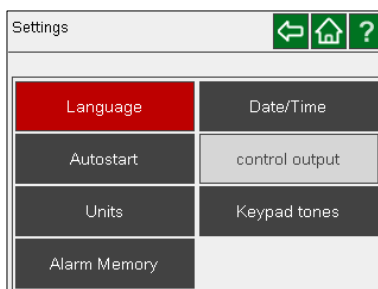 Settings
?
Language
Date/Time
Autostart
control output
Units
Keypad tones
Alarm Memory